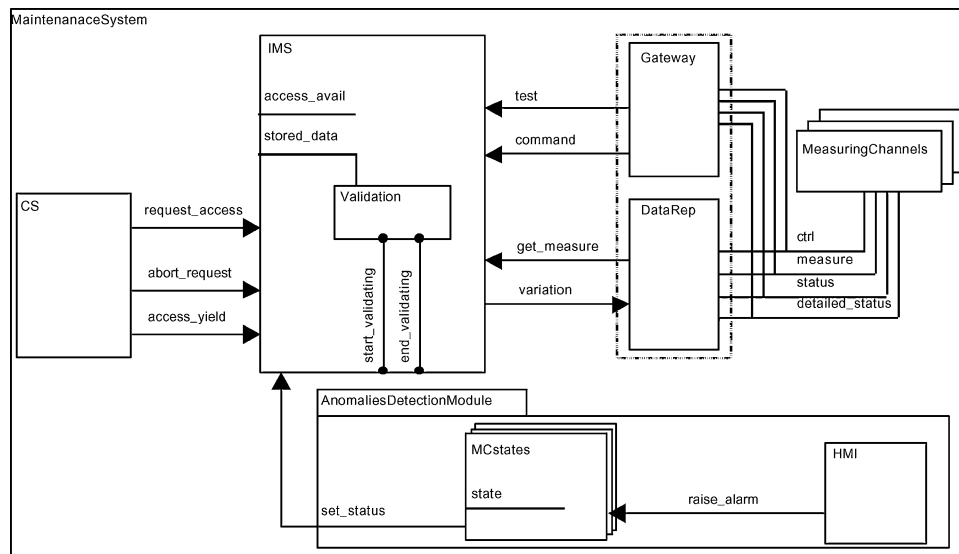 MaintenanaceSystem
IMS
access_avail
stored_data
Validation
start_validating
end_validating
CS
request_access
abort_request
access_yield
test
command
get_measure
variation
Gateway
DataRep
MeasuringChannels
ctrl
measure
status
detailed_status
AnomaliesDetectionModule
MCstates
state
set_status
raise_alarm
HMI